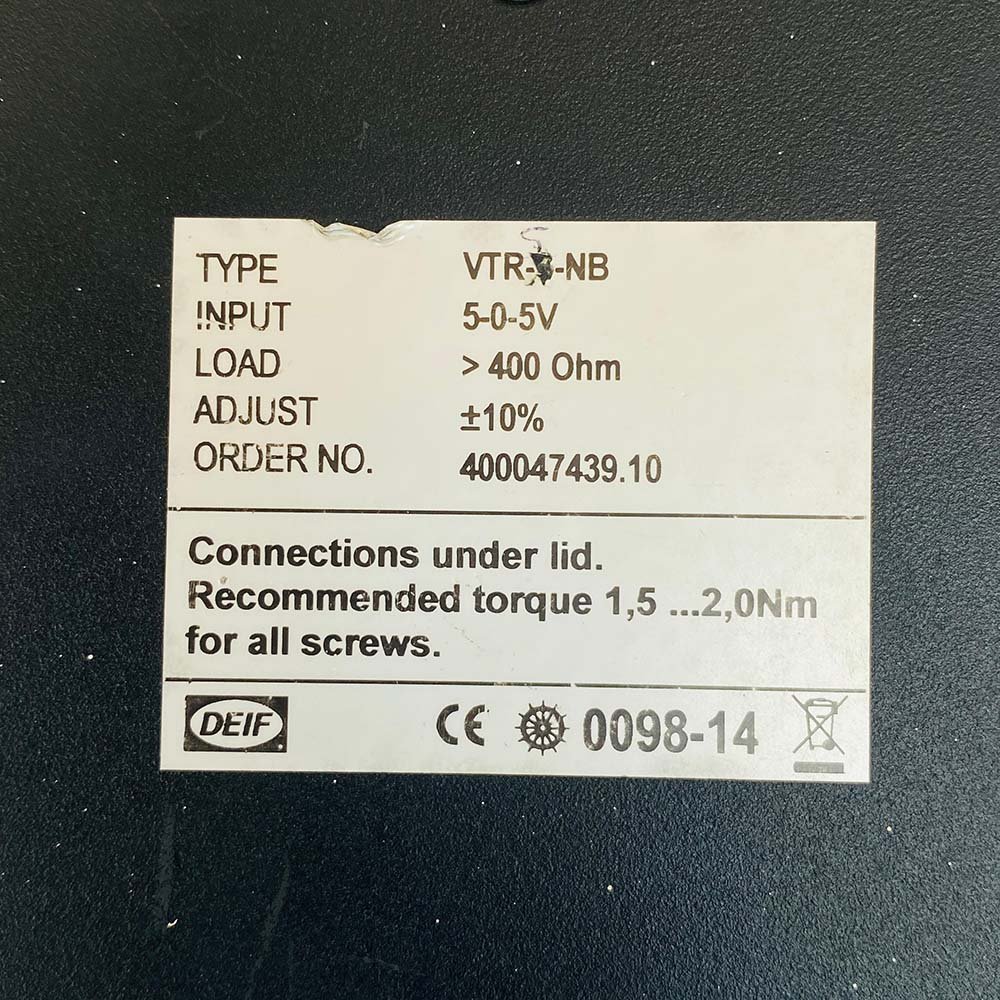 TYPE VTR- -NB
INPUT 5-0-5V
LOAD > 400 Ohm
ADJUST ±10%
ORDER NO. 400047439.10
Connections under lid.
Recommended torque 1,5 ...2,0Nm
for all screws.
DEIF CE 0098-14